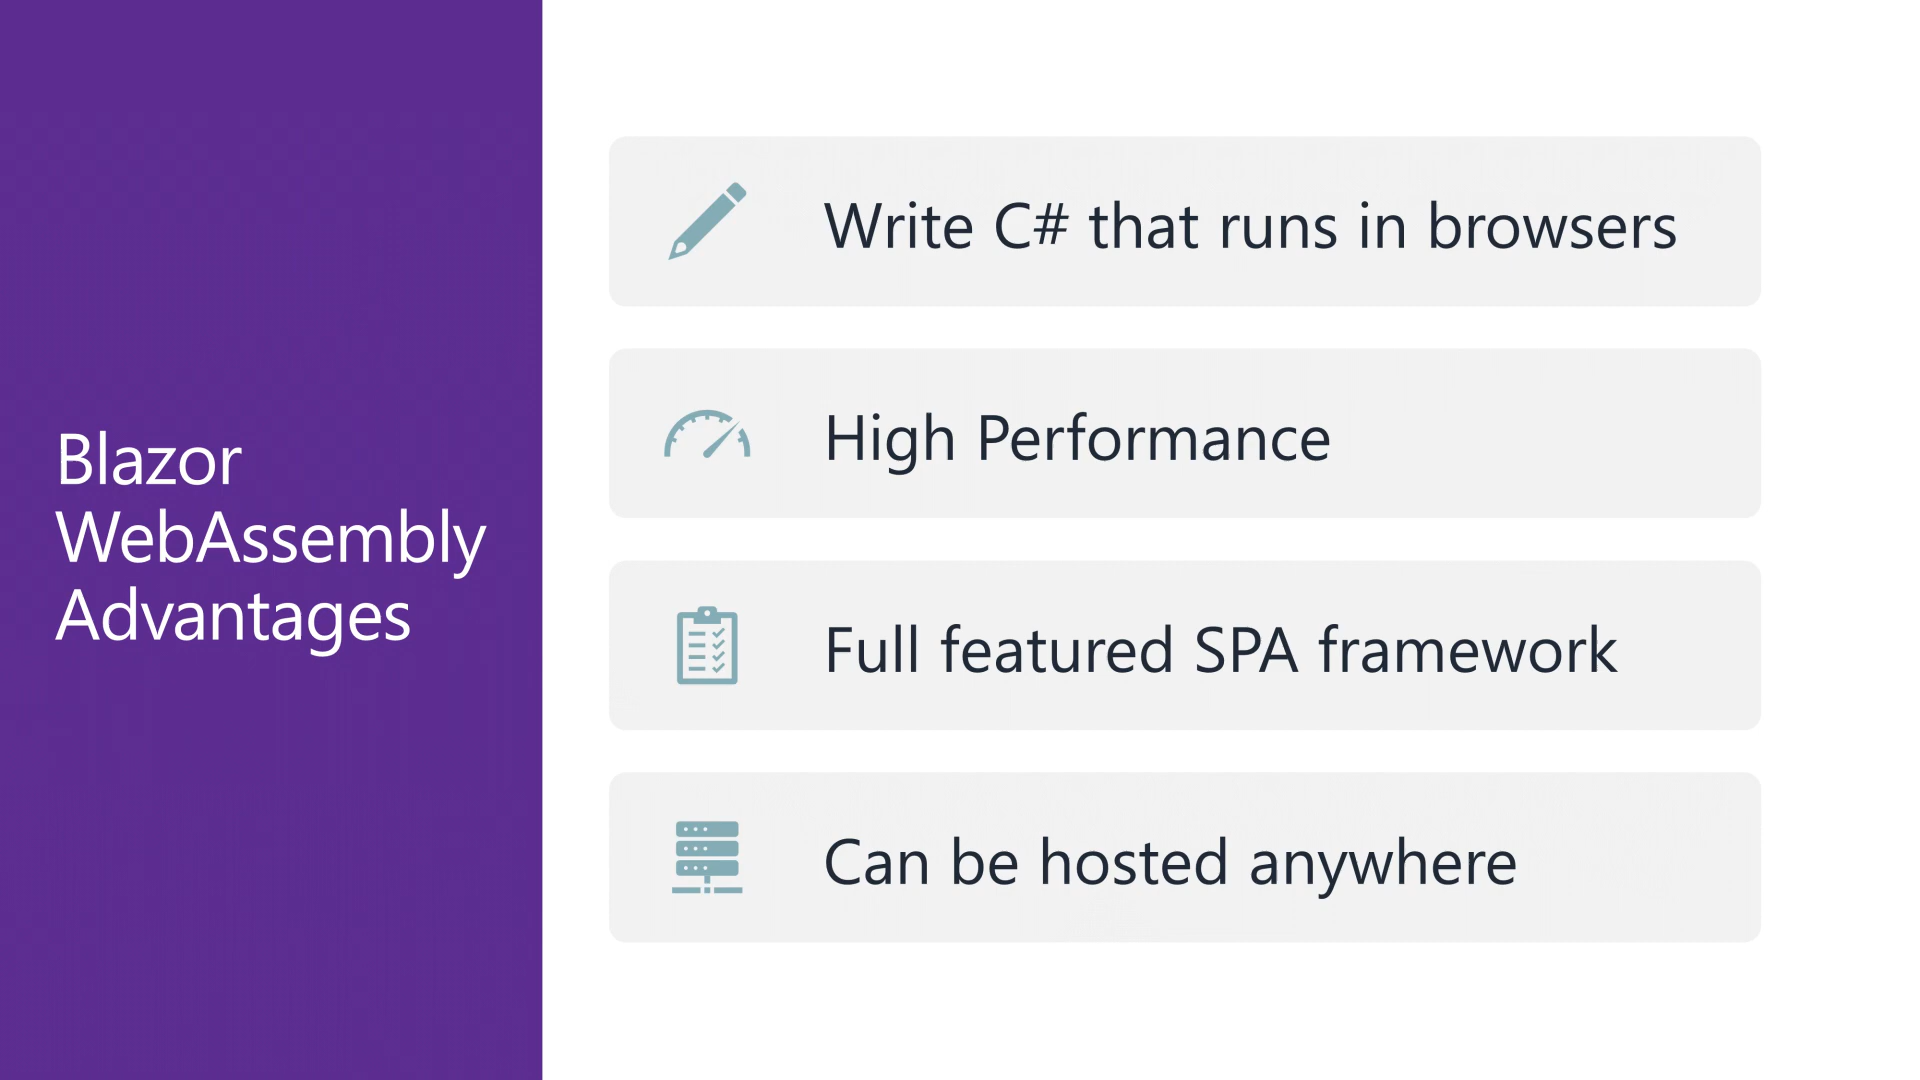 Blazor
WebAssembly
Advantages
Write C# that runs in browsers
High Performance
Full featured SPA framework
Can be hosted anywhere